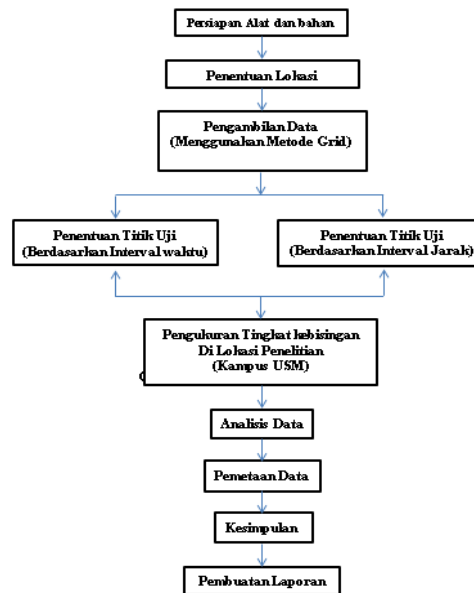 Persiapan Alat dan bahan
Penentuan Lokasi
Pengambilan Data
(Menggunakan Metode Grid)
Penentuan Titik Uji
(Berdasarkan Interval waktu)
Penentuan Titik Uji
(Berdasarkan Interval Jarak)
Pengukuran Tingkat kebisingan
Di Lokasi Penelitian
(Kampus USM)
Analisis Data
Pemetaan Data
Kesimpulan
Pembuatan Laporan